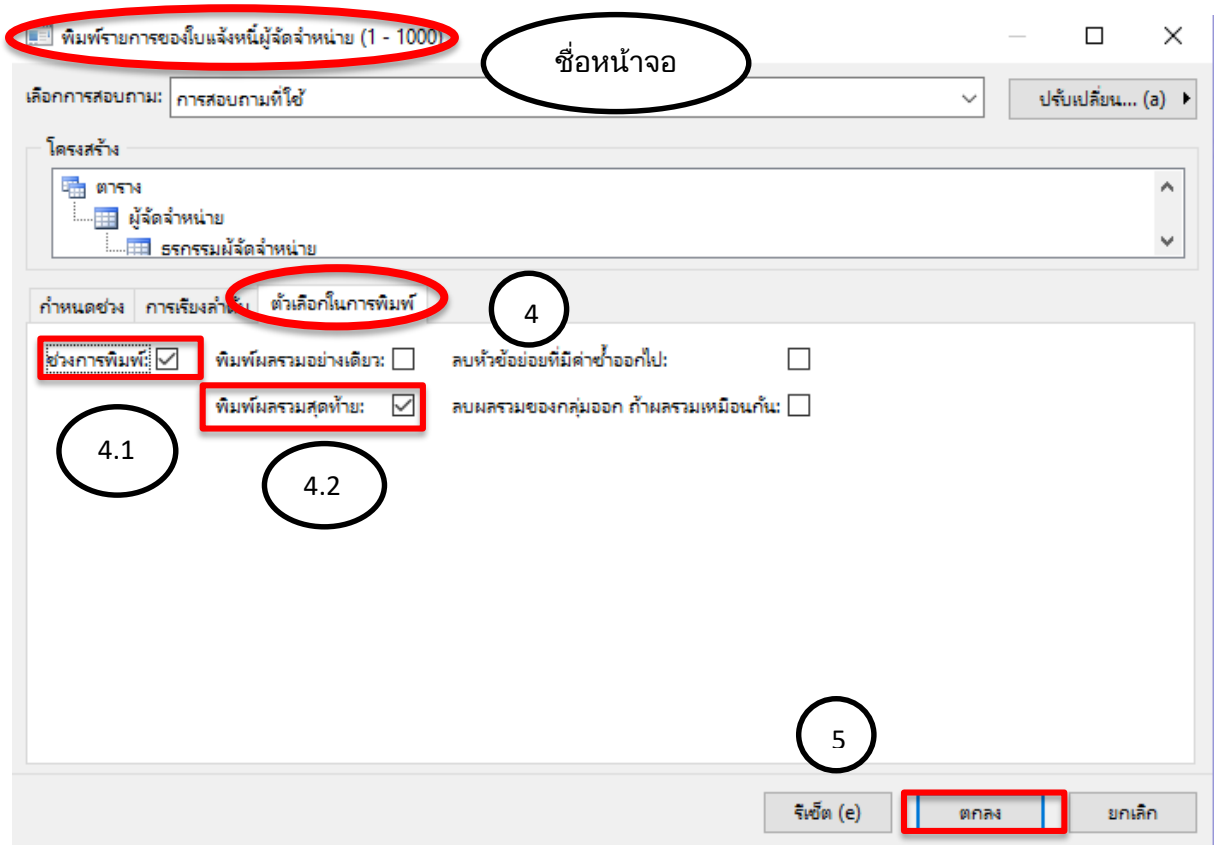 พิมพ์รายการของใบแจ้งหนี้ผู้จัดจำหน่าย (1 - 1000)
ชื่อหน้าจอ
เลือกการสอบถาม: การสอบถามที่ใช้ ปรับเปลี่ยน... (a)
โครงสร้าง
ตาราง
ผู้จัดจำหน่าย
ธุรกรรมผู้จัดจำหน่าย
กำหนดช่วง การเรียงลำดับ ตัวเลือกในการพิมพ์
4
ช่วงการพิมพ์: พิมพ์ผลรวมอย่างเดียว: ลบหัวข้อย่อยที่มีค่าซ้ำออกไป:
พิมพ์ผลรวมสุดท้าย: ลบผลรวมของกลุ่มออก ถ้าผลรวมเหมือนกัน:
4.1
4.2
5
รีเซ็ต (e) ตกลง ยกเลิก